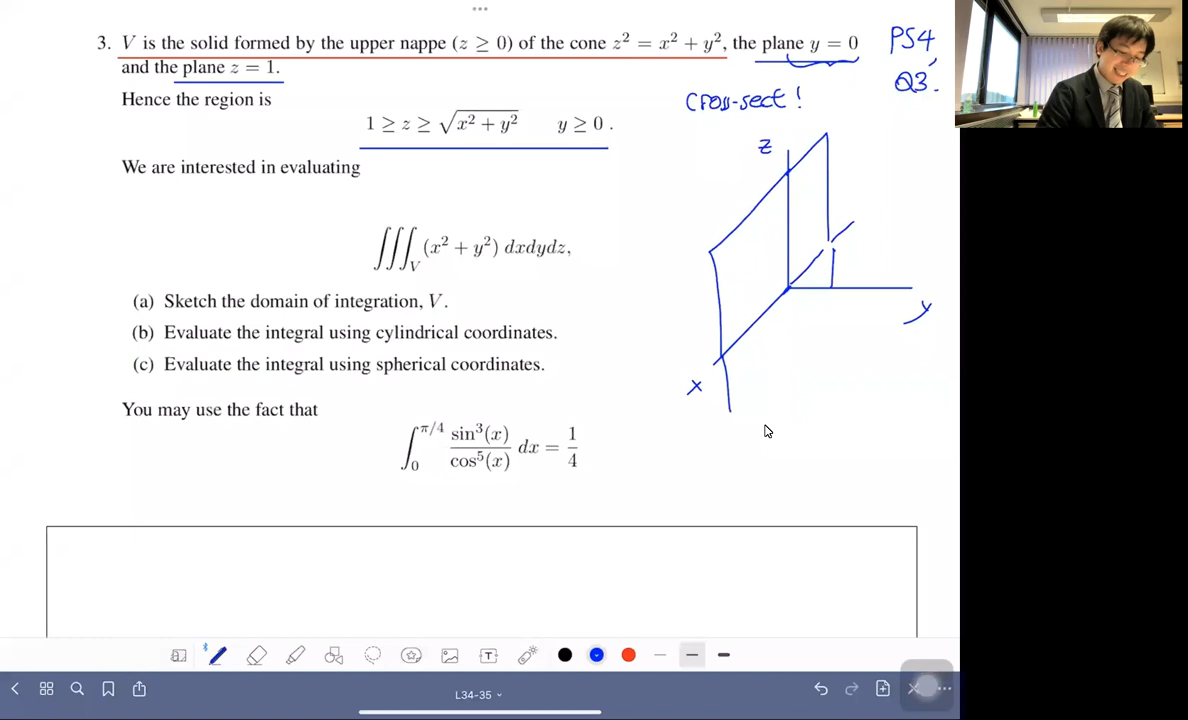 3. V is the solid formed by the upper nappe (z ≥ 0) of the cone z² = x² + y², the plane y = 0
and the plane z = 1.
Hence the region is
1 ≥ z ≥ √(x² + y²)    y ≥ 0 .
We are interested in evaluating
∭_V (x² + y²) dxdydz,
(a) Sketch the domain of integration, V.
(b) Evaluate the integral using cylindrical coordinates.
(c) Evaluate the integral using spherical coordinates.
You may use the fact that
∫₀^{π/4} sin³(x)/cos⁵(x) dx = 1/4
PS4,
Q3.
Cross-sect!
z
y
x
T
L34-35